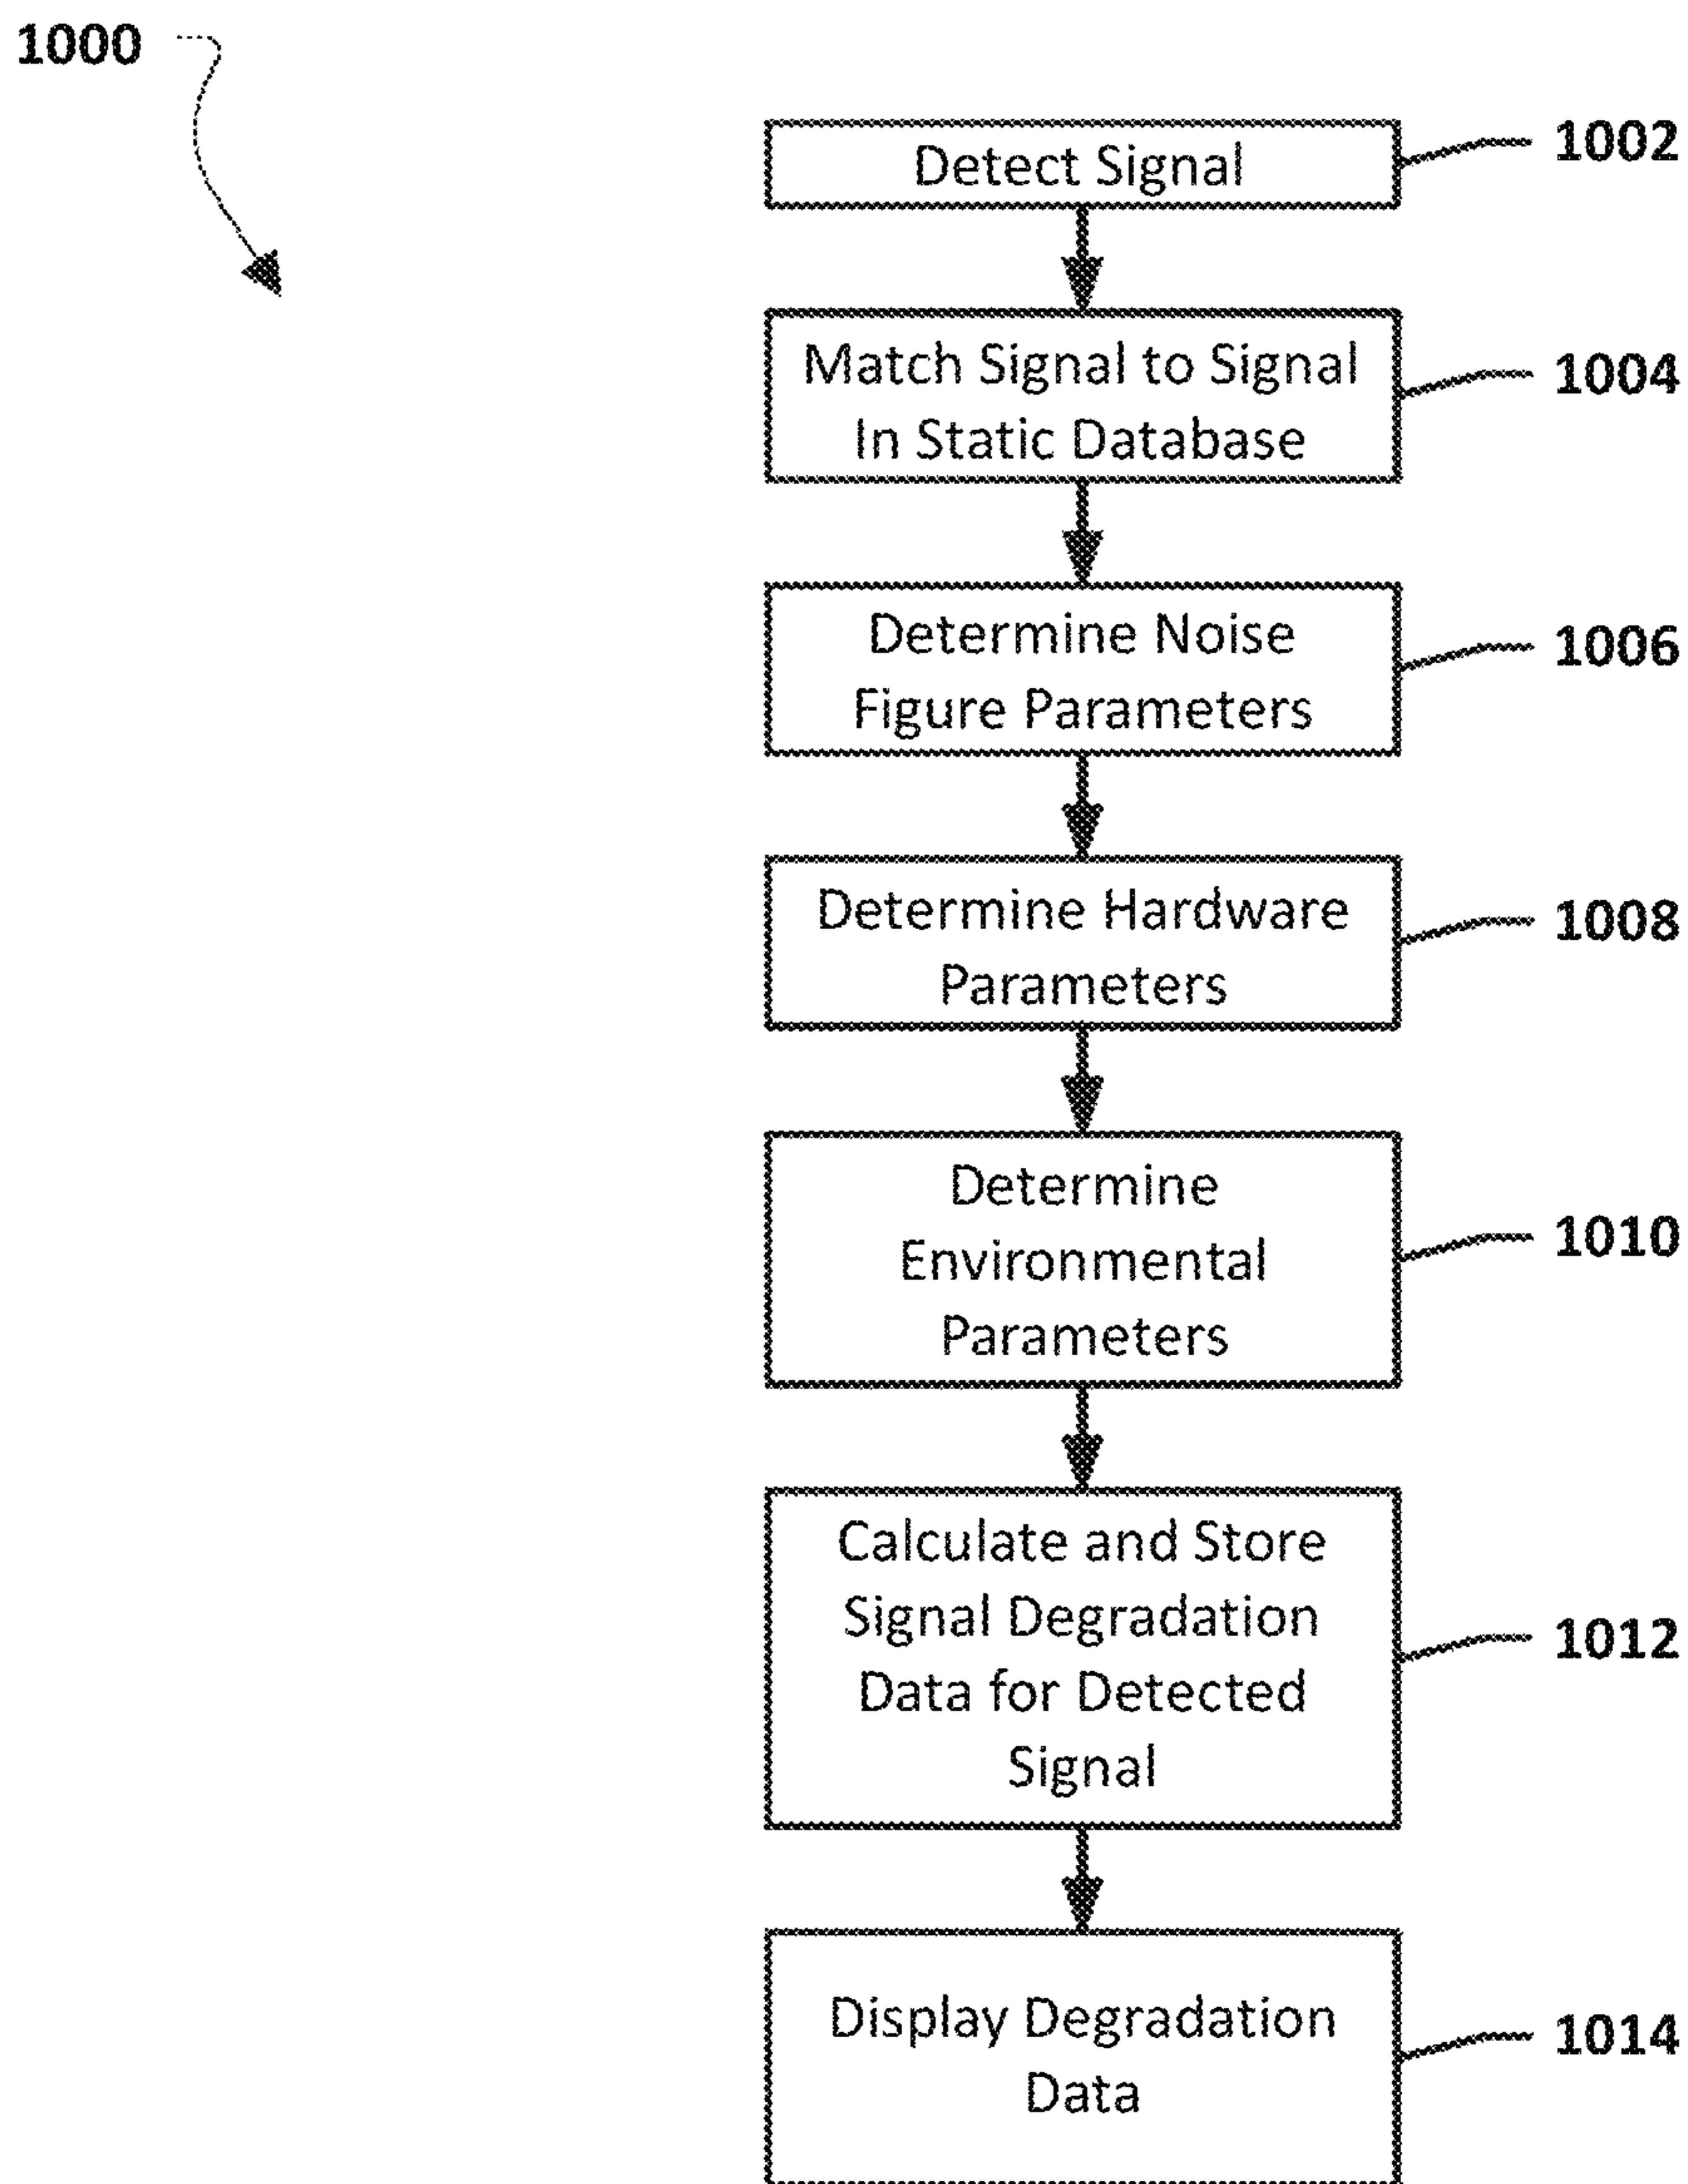 1000
Detect Signal
1002
Match Signal to Signal
In Static Database
1004
Determine Noise
Figure Parameters
1006
Determine Hardware
Parameters
1008
Determine
Environmental
Parameters
1010
Calculate and Store
Signal Degradation
Data for Detected
Signal
1012
Display Degradation
Data
1014